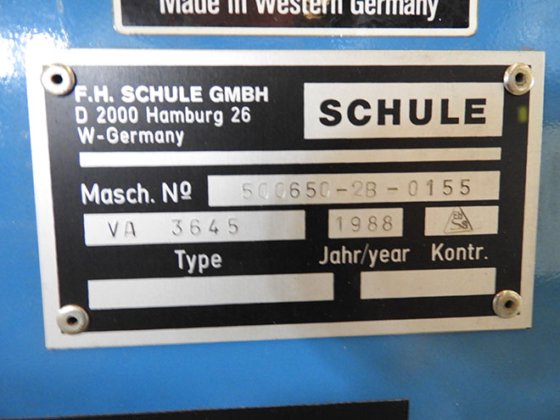 Made in Western Germany
F.H. SCHULE GMBH
D 2000 Hamburg 26
W-Germany
SCHULE
Masch. Nº 500650-2B-0155
VA 3645 1988
Type Jahr/year Kontr.